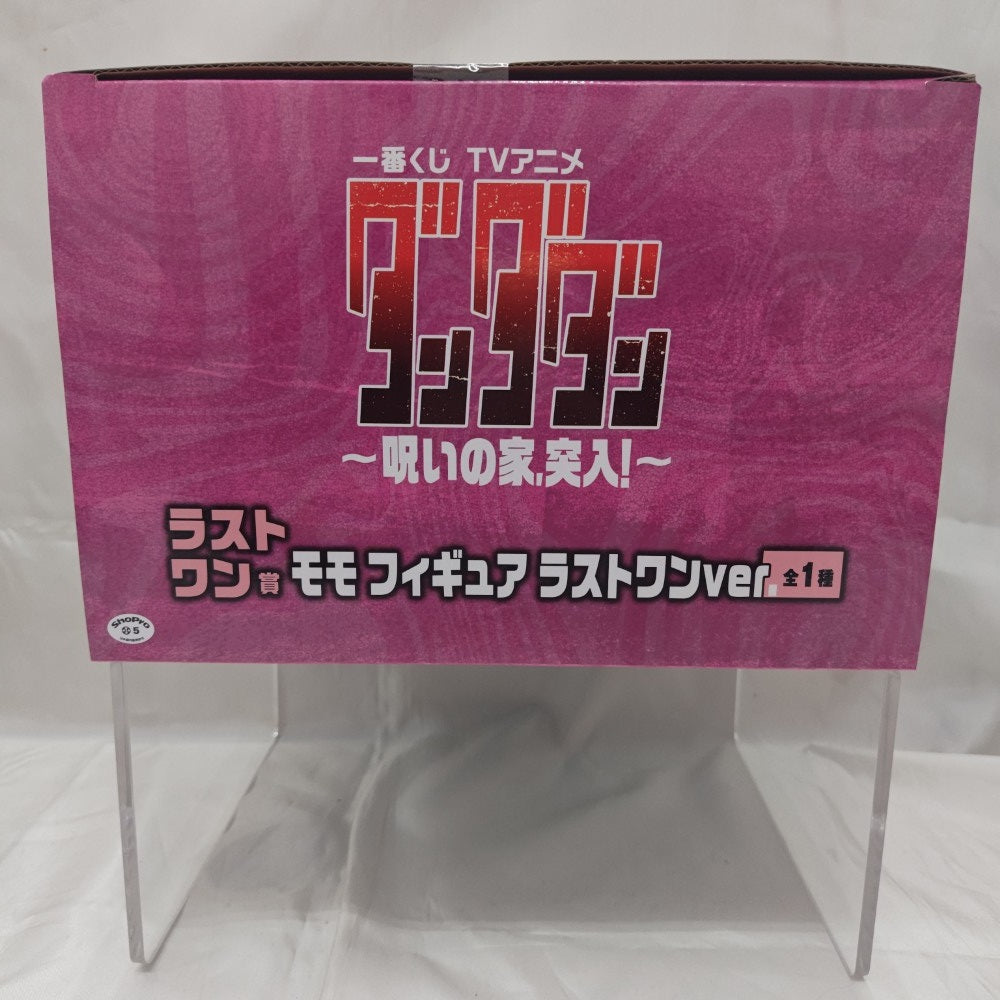 一番くじ TVアニメ
ダンダダン
～呪いの家、突入!～
ラスト
ワン賞 モモ フィギュア ラストワンver. 全1種
ShoPro
5